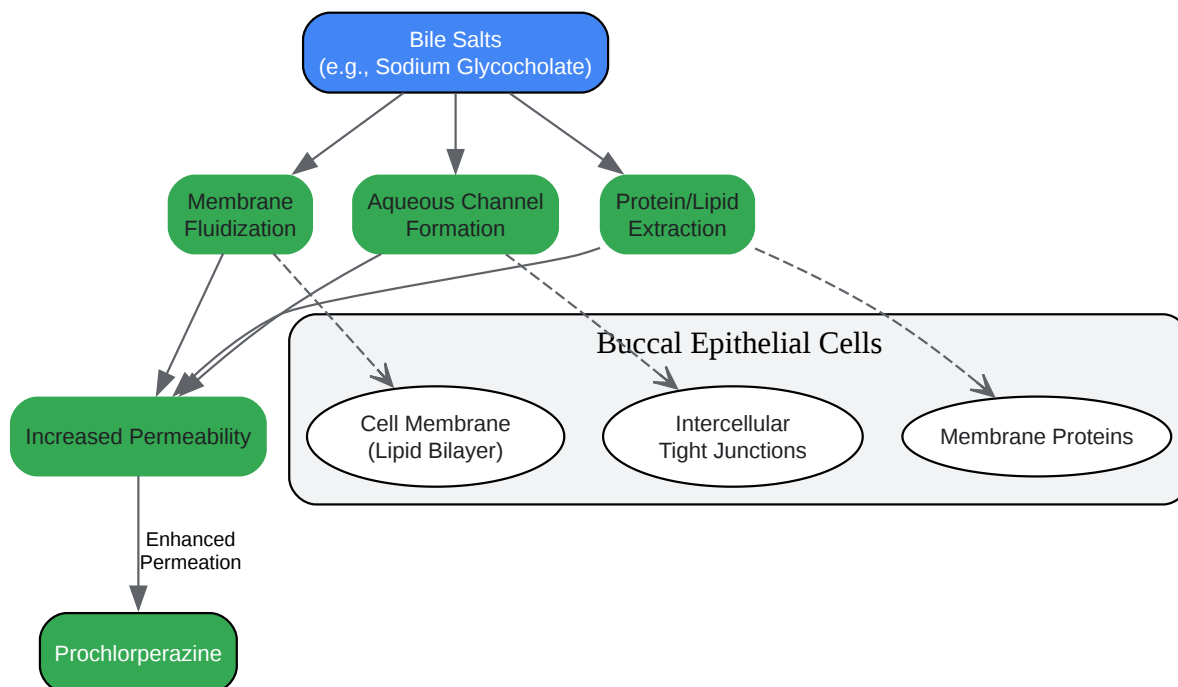 Bile Salts
(e.g., Sodium Glycocholate)
Membrane
Fluidization
Aqueous Channel
Formation
Protein/Lipid
Extraction
Buccal Epithelial Cells
Increased Permeability
Cell Membrane
(Lipid Bilayer)
Intercellular
Tight Junctions
Membrane Proteins
Enhanced
Permeation
Prochlorperazine